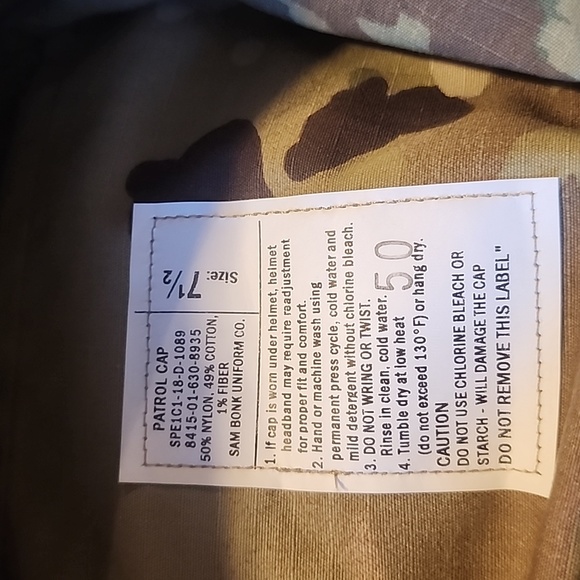 PATROL CAP
SPE1C1-18-D-1089
8415-01-630-8935
50% NYLON, 49% COTTON,
1% FIBER
SAM BONK UNIFORM CO.
Size:
7½
1. If cap is worn under helmet, helmet
headband may require readjustment
for proper fit and comfort.
2. Hand or machine wash using
permanent press cycle, cold water and
mild detergent without chlorine bleach.
3. DO NOT WRING OR TWIST.
Rinse in clean, cold water.
4. Tumble dry at low heat
(do not exceed 130°F) or hang dry.
50
CAUTION
DO NOT USE CHLORINE BLEACH OR
STARCH - WILL DAMAGE THE CAP
DO NOT REMOVE THIS LABEL"